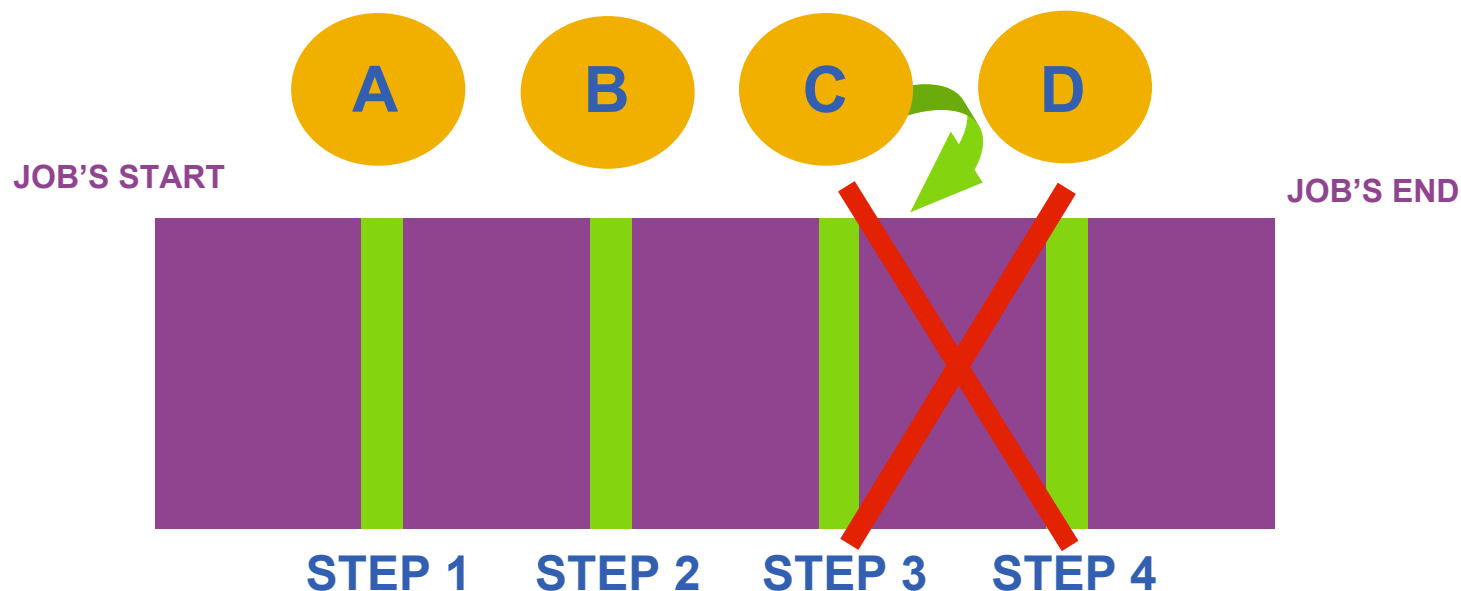 A B C D
JOB’S START
JOB’S END
STEP 1 STEP 2 STEP 3 STEP 4